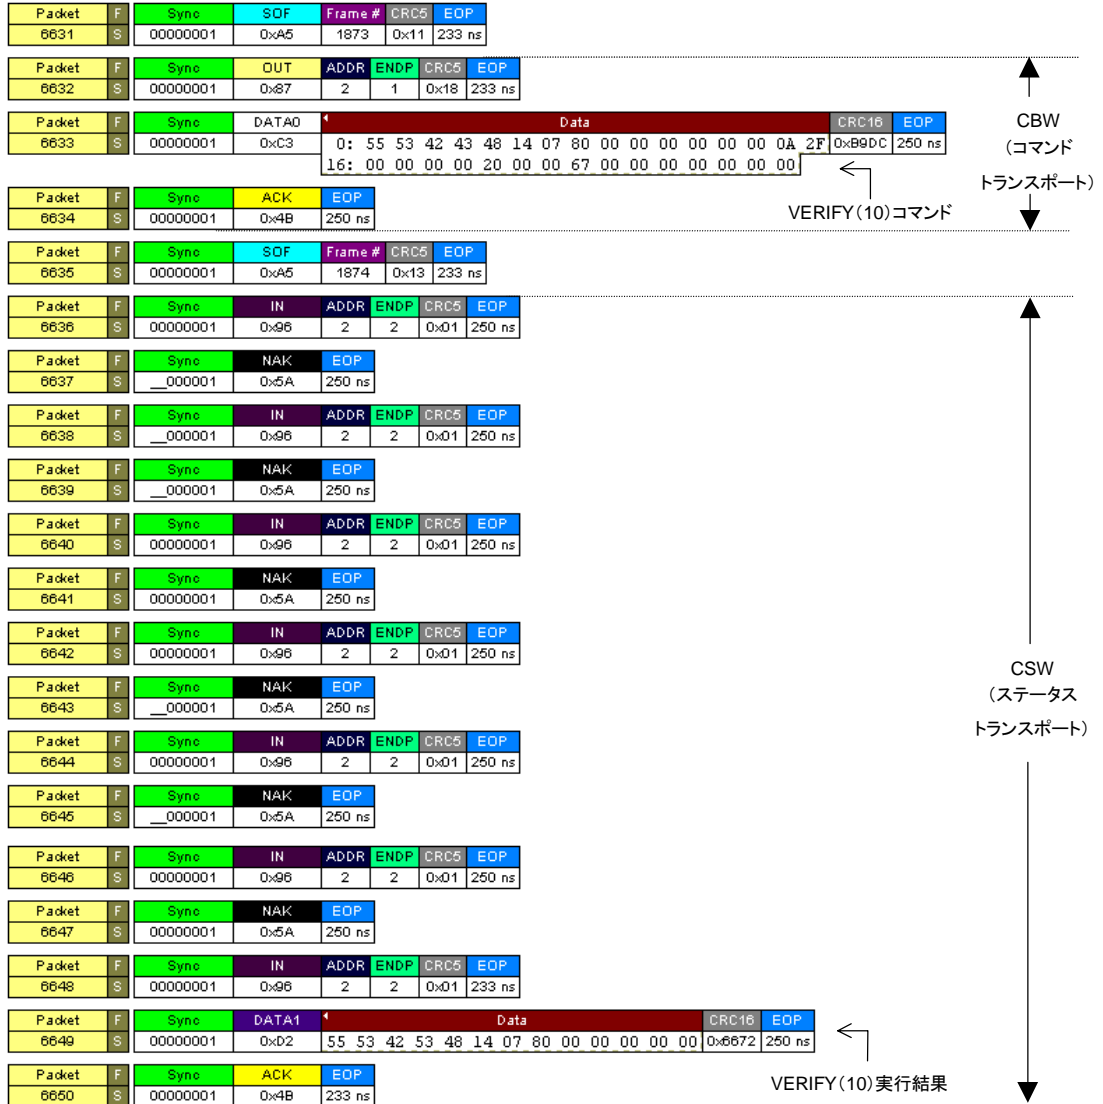 Packet F Sync SOF Frame # CRC5 EOP
6631 S 00000001 0xA5 1873 0x11 233 ns
Packet F Sync OUT ADDR ENDP CRC5 EOP
6632 S 00000001 0x87 2 1 0x18 233 ns
Packet F Sync DATA0 Data CRC16 EOP
6633 S 00000001 0xC3 0: 55 53 42 43 48 14 07 80 00 00 00 00 00 00 0A 2F 0xB9DC 250 ns
16: 00 00 00 00 20 00 00 67 00 00 00 00 00 00 00
VERIFY(10)コマンド
Packet F Sync ACK EOP
6634 S 00000001 0x4B 250 ns
CBW
(コマンド
トランスポート)
Packet F Sync SOF Frame # CRC5 EOP
6635 S 00000001 0xA5 1874 0x13 233 ns
Packet F Sync IN ADDR ENDP CRC5 EOP
6636 S 00000001 0x96 2 2 0x01 250 ns
Packet F Sync NAK EOP
6637 S __000001 0x5A 250 ns
Packet F Sync IN ADDR ENDP CRC5 EOP
6638 S __000001 0x96 2 2 0x01 250 ns
Packet F Sync NAK EOP
6639 S __000001 0x5A 250 ns
Packet F Sync IN ADDR ENDP CRC5 EOP
6640 S 00000001 0x96 2 2 0x01 250 ns
Packet F Sync NAK EOP
6641 S 00000001 0x5A 250 ns
Packet F Sync IN ADDR ENDP CRC5 EOP
6642 S 00000001 0x96 2 2 0x01 250 ns
Packet F Sync NAK EOP
6643 S __000001 0x5A 250 ns
CSW
(ステータス
トランスポート)
Packet F Sync IN ADDR ENDP CRC5 EOP
6644 S 00000001 0x96 2 2 0x01 250 ns
Packet F Sync NAK EOP
6645 S __000001 0x5A 250 ns
Packet F Sync IN ADDR ENDP CRC5 EOP
6646 S 00000001 0x96 2 2 0x01 250 ns
Packet F Sync NAK EOP
6647 S 00000001 0x5A 250 ns
Packet F Sync IN ADDR ENDP CRC5 EOP
6648 S 00000001 0x96 2 2 0x01 233 ns
Packet F Sync DATA1 Data CRC16 EOP
6649 S 00000001 0xD2 55 53 42 53 48 14 07 80 00 00 00 00 00 0x6672 250 ns
VERIFY(10)実行結果
Packet F Sync ACK EOP
6650 S 00000001 0x4B 233 ns